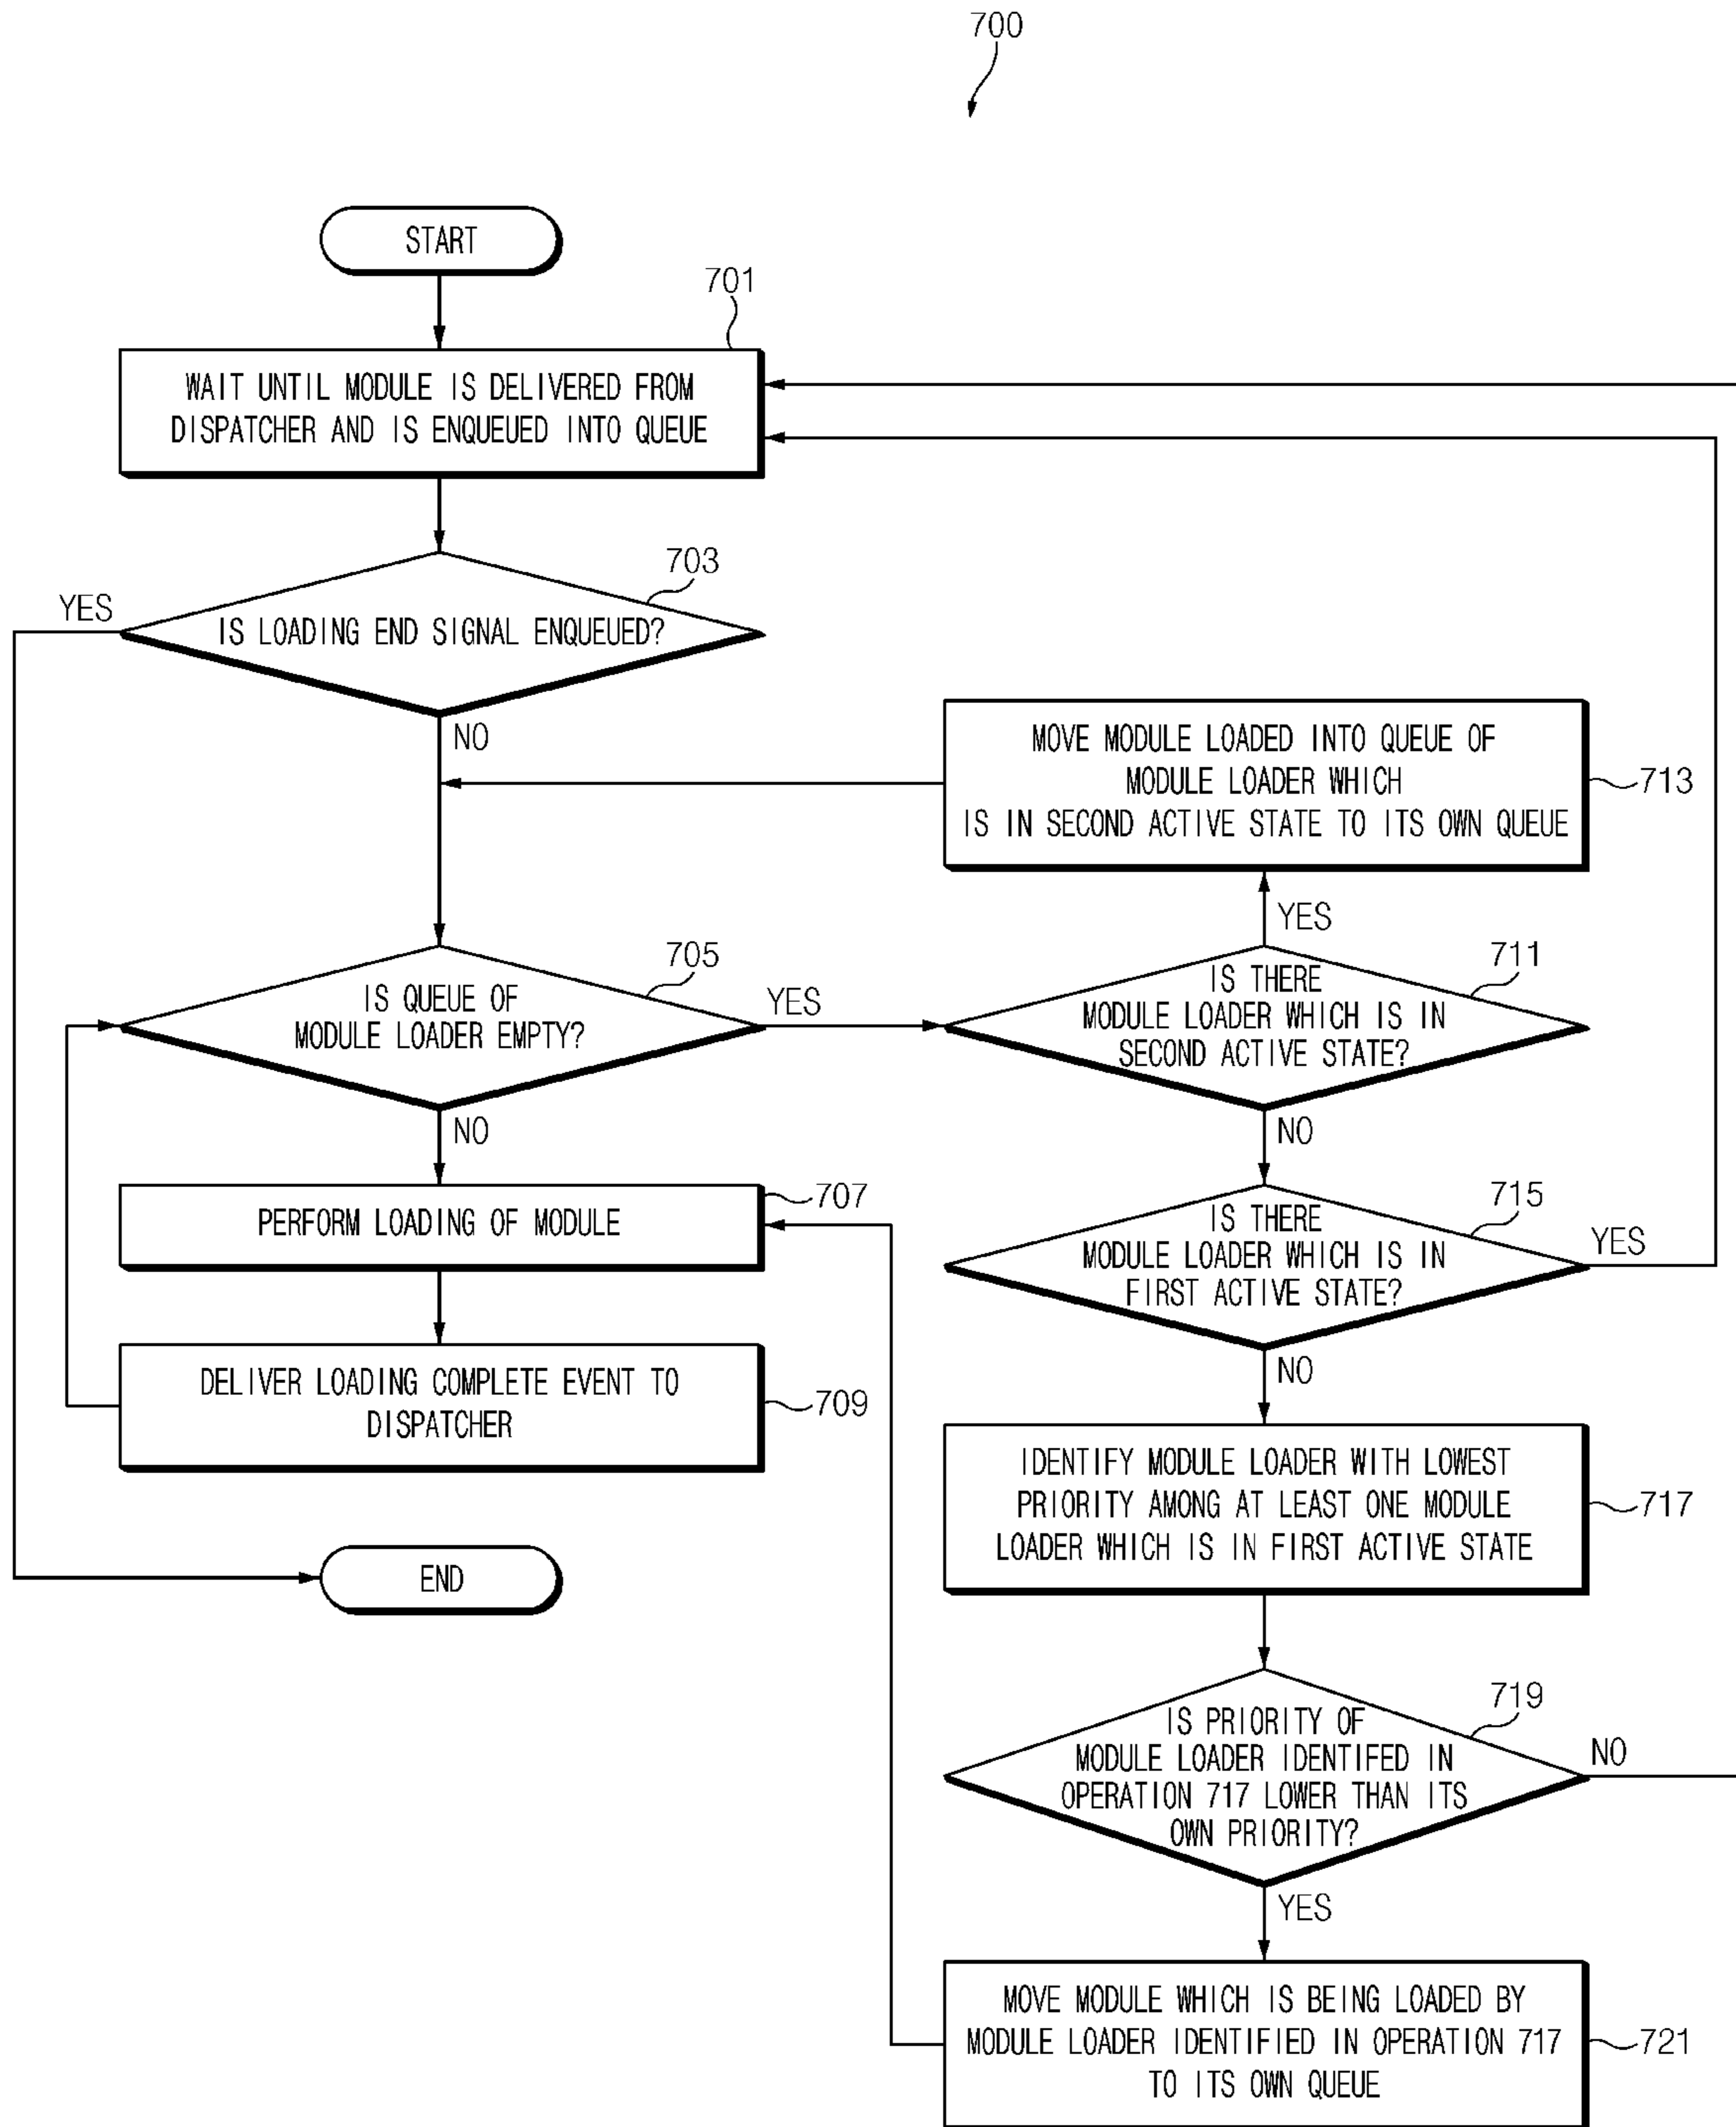 700
START
701
WAIT UNTIL MODULE IS DELIVERED FROM
DISPATCHER AND IS ENQUEUED INTO QUEUE
703
YES
IS LOADING END SIGNAL ENQUEUED?
NO
MOVE MODULE LOADED INTO QUEUE OF
MODULE LOADER WHICH
IS IN SECOND ACTIVE STATE TO ITS OWN QUEUE
713
YES
705
IS QUEUE OF
MODULE LOADER EMPTY?
YES
711
IS THERE
MODULE LOADER WHICH IS IN
SECOND ACTIVE STATE?
NO
NO
707
PERFORM LOADING OF MODULE
715
IS THERE
MODULE LOADER WHICH IS IN
FIRST ACTIVE STATE?
YES
NO
DELIVER LOADING COMPLETE EVENT TO
DISPATCHER
709
IDENTIFY MODULE LOADER WITH LOWEST
PRIORITY AMONG AT LEAST ONE MODULE
LOADER WHICH IS IN FIRST ACTIVE STATE
717
END
719
IS PRIORITY OF
MODULE LOADER IDENTIFED IN
OPERATION 717 LOWER THAN ITS
OWN PRIORITY?
NO
YES
MOVE MODULE WHICH IS BEING LOADED BY
MODULE LOADER IDENTIFIED IN OPERATION 717
TO ITS OWN QUEUE
721